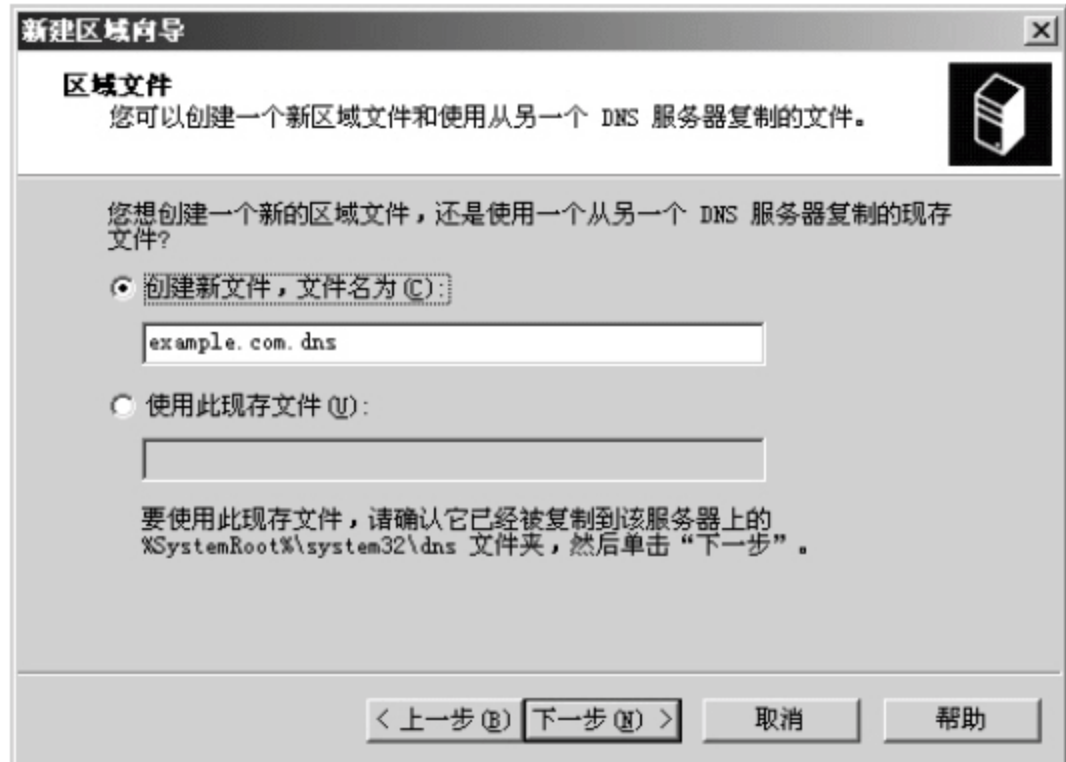 新建区域向导
区域文件
您可以创建一个新区域文件和使用从另一个 DNS 服务器复制的文件。
您想创建一个新的区域文件，还是使用一个从另一个 DNS 服务器复制的现存
文件?
创建新文件，文件名为(C):
example.com.dns
使用此现存文件(U):
要使用此现存文件，请确认它已经被复制到该服务器上的
%SystemRoot%\system32\dns 文件夹，然后单击“下一步”。
< 上一步(B) 下一步(N) > 取消 帮助